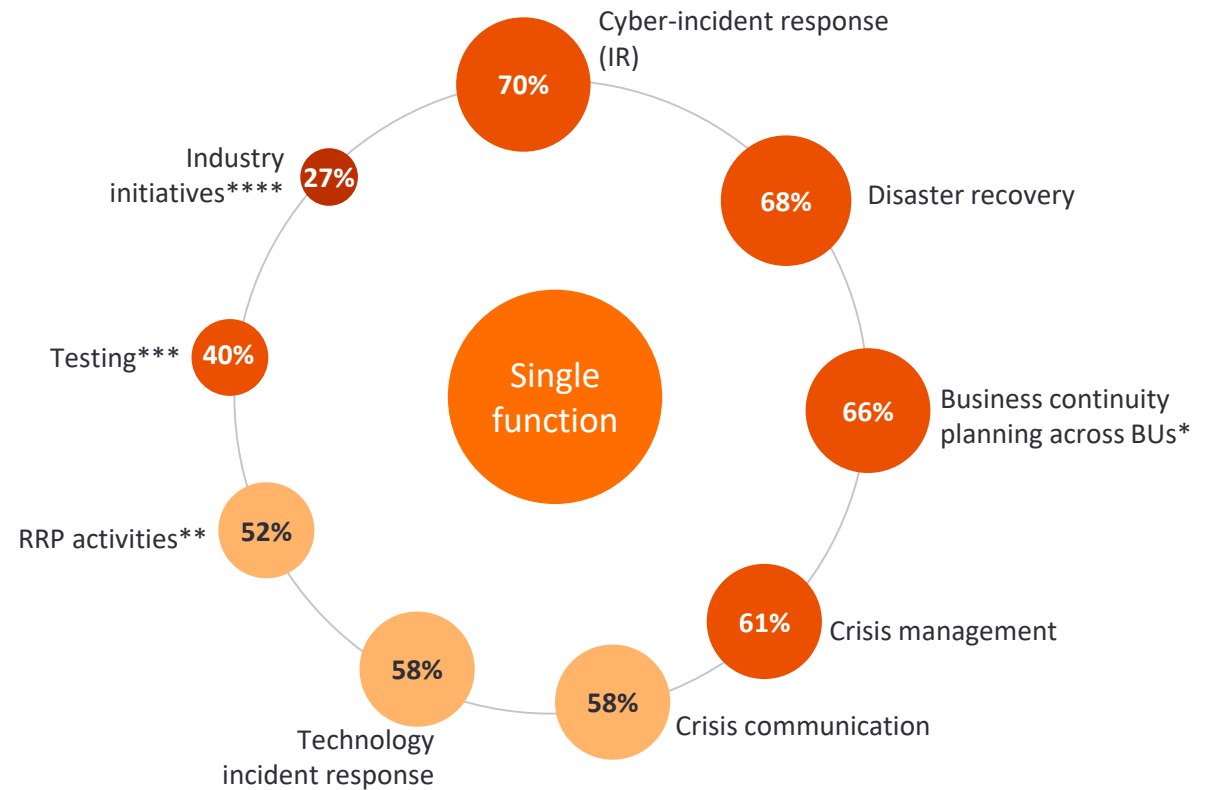 Cyber-incident response
(IR)
70%
Industry
initiatives****
27%
68%
Disaster recovery
Testing***
40%
Single
function
66%
Business continuity
planning across BUs*
RRP activities**
52%
61%
Crisis management
58%
58%
Crisis communication
Technology
incident response